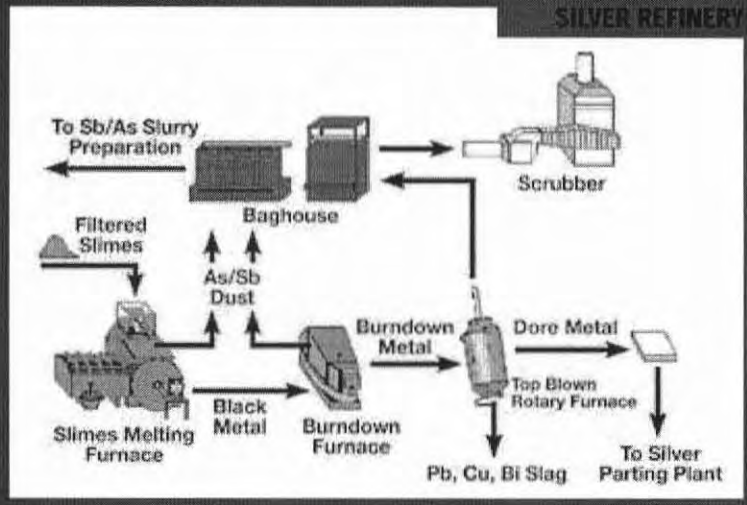 SILVER REFINERY
To Sb/As Slurry
Preparation
Scrubber
Baghouse
Filtered
Slimes
As/Sb
Dust
Burndown
Metal
Dore Metal
Top Blown
Rotary Furnace
Black
Metal
Slimes Melting
Furnace
Burndown
Furnace
Pb, Cu, Bi Slag
To Silver
Parting Plant